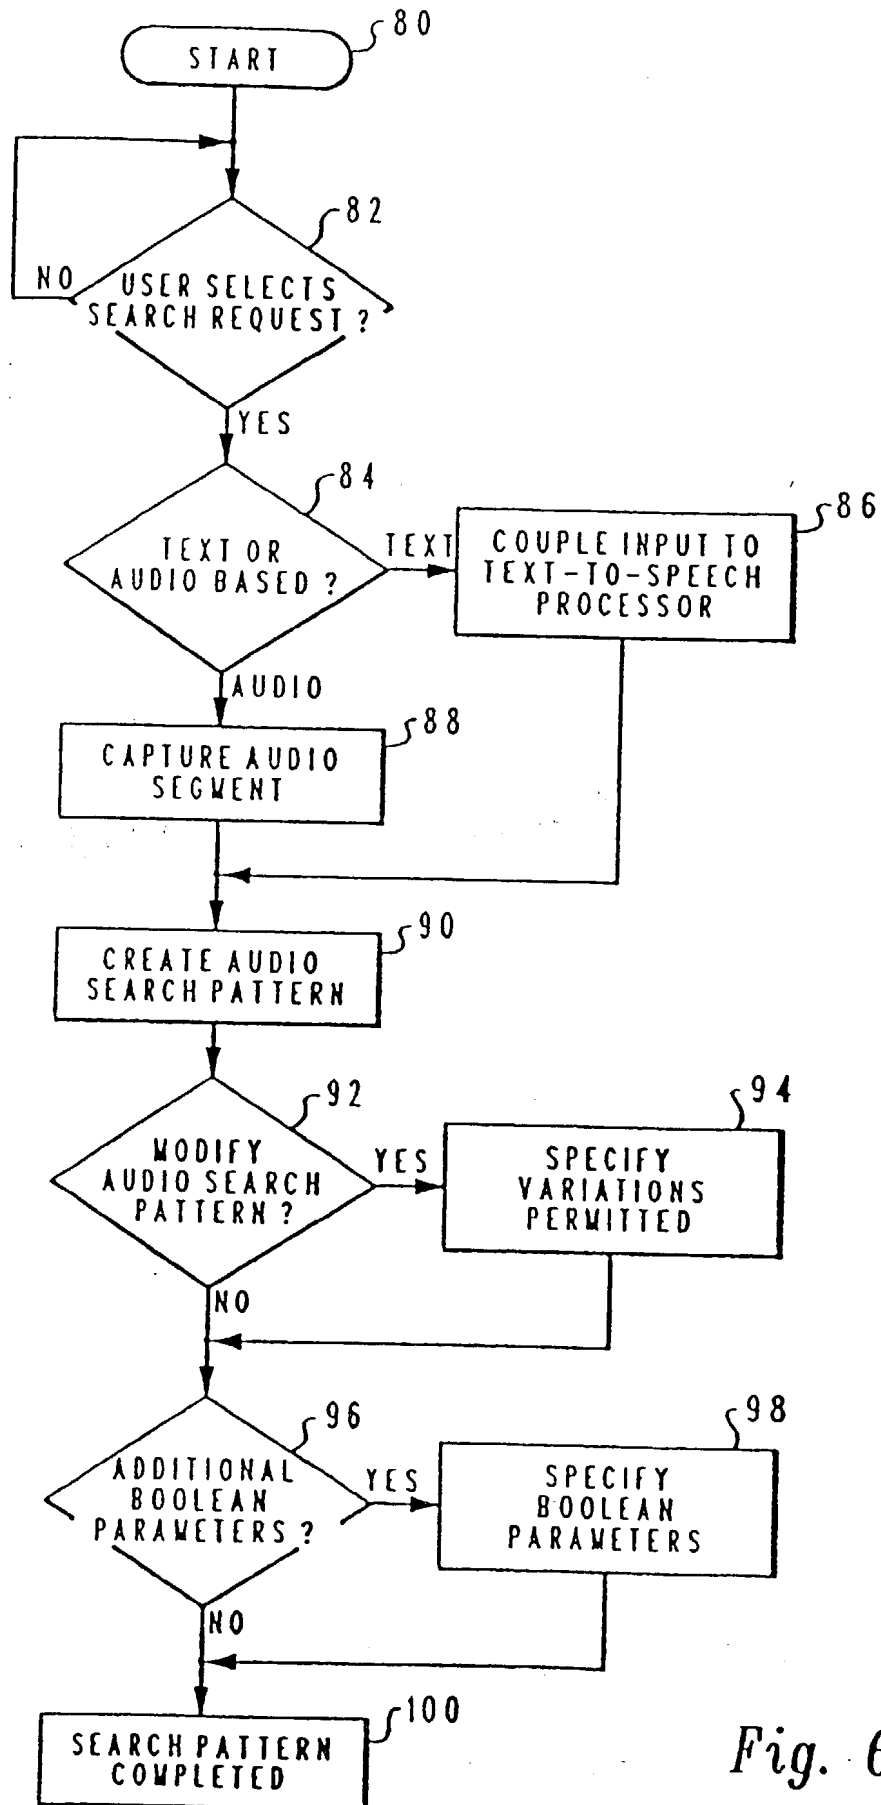 80
START
82
NO
USER SELECTS
SEARCH REQUEST ?
YES
84
TEXT OR
AUDIO BASED ?
TEXT
86
COUPLE INPUT TO
TEXT-TO-SPEECH
PROCESSOR
AUDIO
88
CAPTURE AUDIO
SEGMENT
90
CREATE AUDIO
SEARCH PATTERN
92
MODIFY
AUDIO SEARCH
PATTERN ?
YES
94
SPECIFY
VARIATIONS
PERMITTED
NO
96
ADDITIONAL
BOOLEAN
PARAMETERS ?
YES
98
SPECIFY
BOOLEAN
PARAMETERS
NO
100
SEARCH PATTERN
COMPLETED
Fig. 6